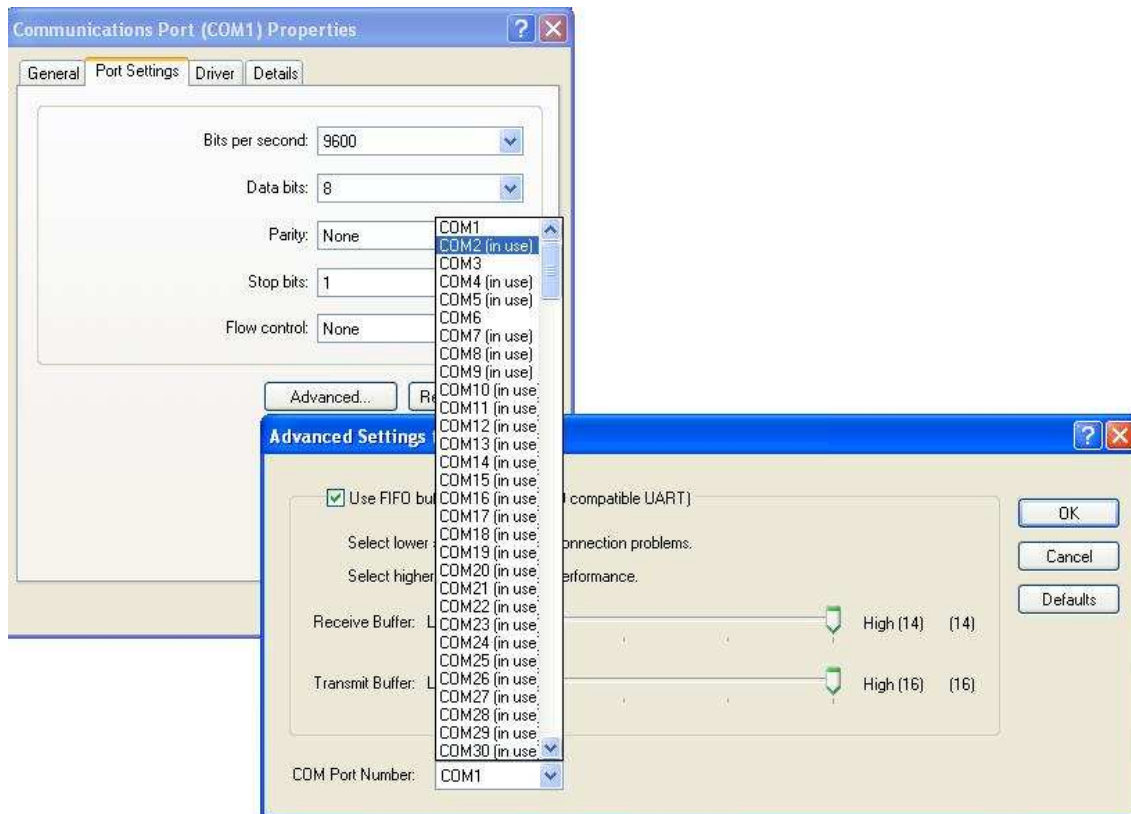 Communications Port (COM1) Properties
General Port Settings Driver Details
Bits per second: 9600
Data bits: 8
Parity: None
Stop bits: 1
Flow control: None
Advanced...
COM1
COM2 (in use)
COM3
COM4 (in use)
COM5 (in use)
COM6
COM7 (in use)
COM8 (in use)
COM9 (in use)
COM10 (in use
COM11 (in use
COM12 (in use
COM13 (in use
COM14 (in use
COM15 (in use
COM16 (in use
COM17 (in use
COM18 (in use
COM19 (in use
COM20 (in use
COM21 (in use
COM22 (in use
COM23 (in use
COM24 (in use
COM25 (in use
COM26 (in use
COM27 (in use
COM28 (in use
COM29 (in use
COM30 (in use
Advanced Settings
Use FIFO compatible UART)
Select lower connection problems.
Select higher performance.
Receive Buffer: High (14) (14)
Transmit Buffer: High (16) (16)
COM Port Number: COM1
OK
Cancel
Defaults